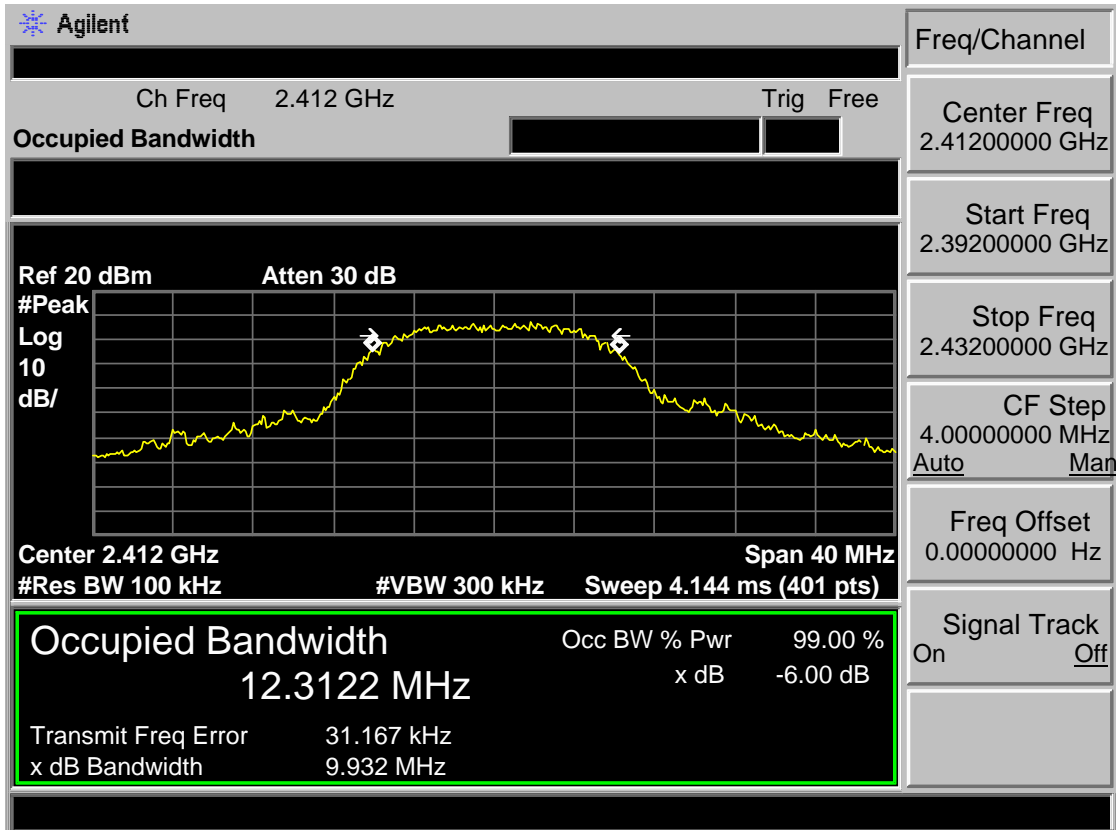 Agilent
Freq/Channel
Ch Freq 2.412 GHz Trig Free
Occupied Bandwidth
Center Freq
2.41200000 GHz
Start Freq
2.39200000 GHz
Stop Freq
2.43200000 GHz
CF Step
4.00000000 MHz
Auto Man
Freq Offset
0.00000000 Hz
Signal Track
On Off
Ref 20 dBm Atten 30 dB
#Peak
Log
10
dB/
Center 2.412 GHz Span 40 MHz
#Res BW 100 kHz #VBW 300 kHz Sweep 4.144 ms (401 pts)
Occupied Bandwidth Occ BW % Pwr 99.00 %
12.3122 MHz x dB -6.00 dB
Transmit Freq Error 31.167 kHz
x dB Bandwidth 9.932 MHz